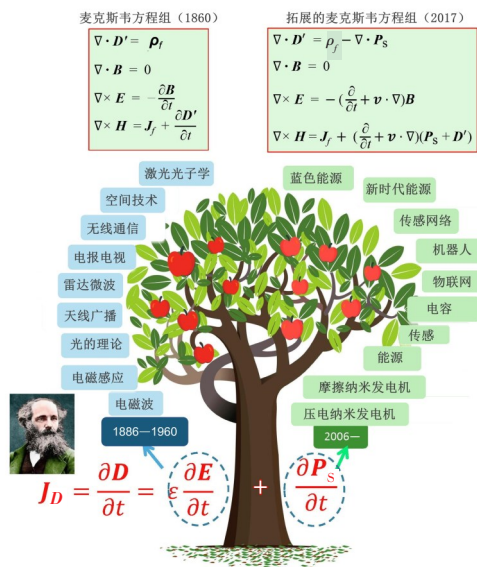 麦克斯韦方程组（1860）
∇·D′ = ρf
∇·B = 0
∇× E = -∂B/∂t
∇× H = Jf + ∂D′/∂t
拓展的麦克斯韦方程组（2017）
∇·D′ = ρf - ∇·PS
∇·B = 0
∇× E = -(∂/∂t + v·∇)B
∇× H = Jf + (∂/∂t + v·∇)(PS + D′)
激光光子学
空间技术
无线通信
电报电视
雷达微波
天线广播
光的理论
电磁感应
电磁波
1886—1960
蓝色能源
新时代能源
传感网络
机器人
物联网
电容
传感
能源
摩擦纳米发电机
压电纳米发电机
2006—
JD = ∂D/∂t = ε ∂E/∂t + ∂PS/∂t